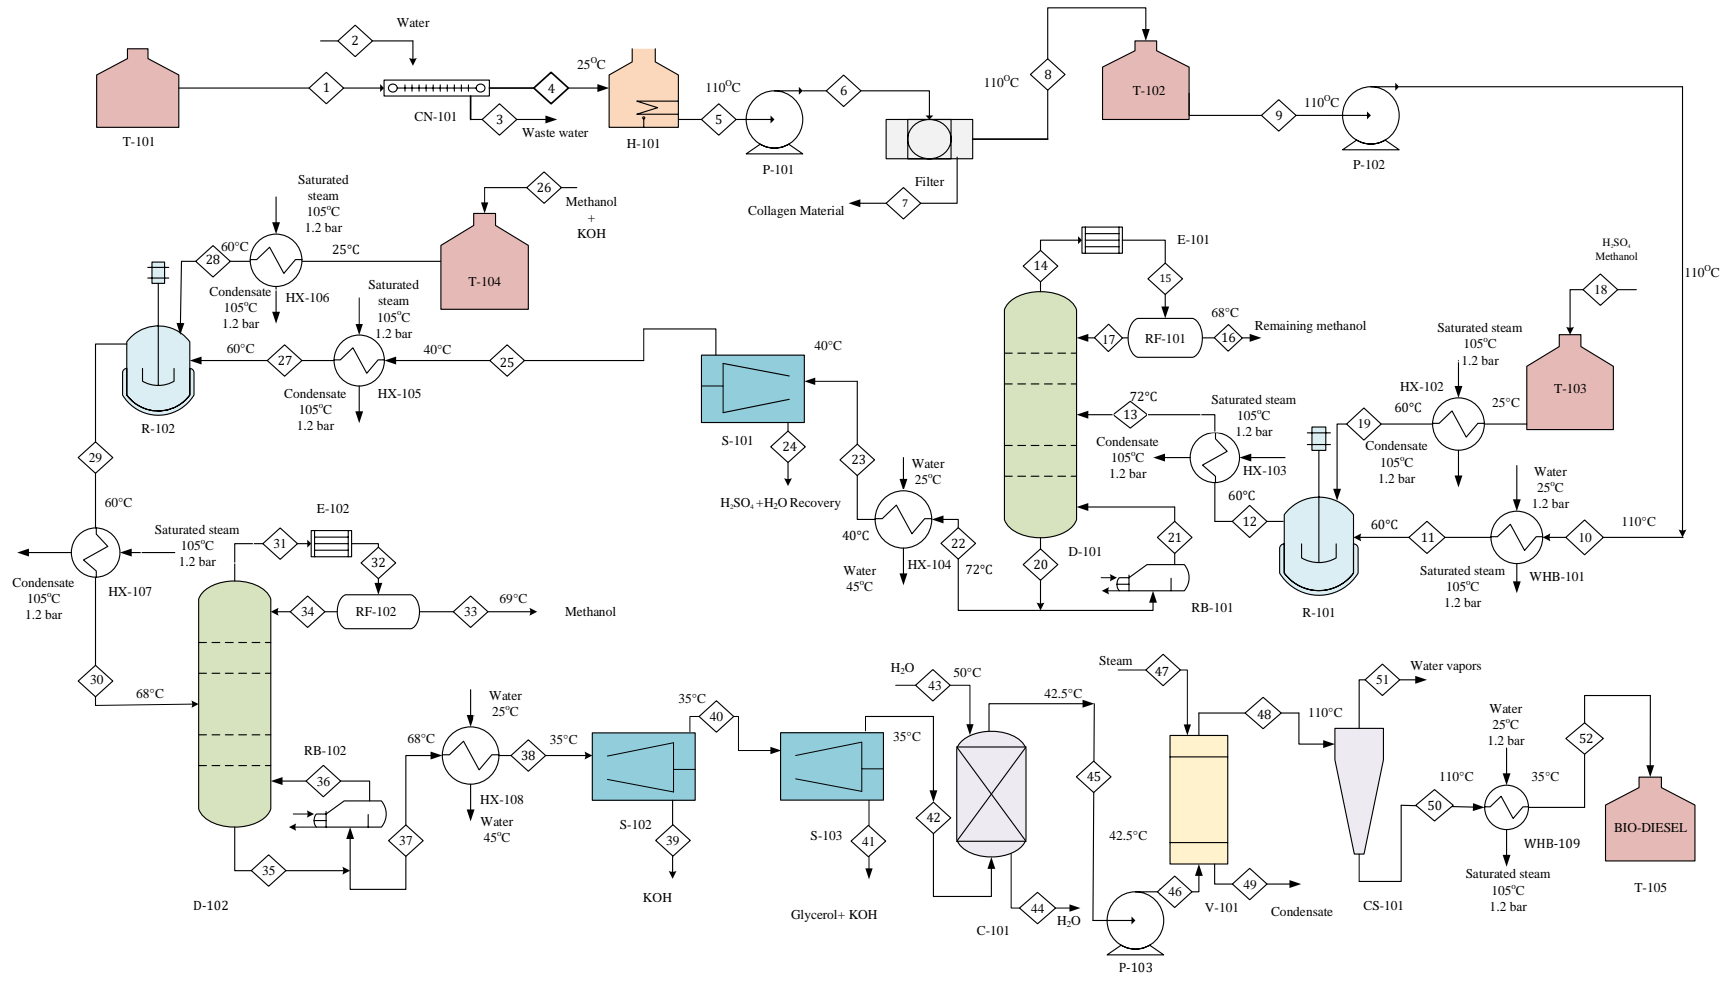 Water
2
1
4
25°C
3
CN-101
Waste water
T-101
H-101
110°C
5
6
P-101
Filter
7
Collagen Material
110°C
8
T-102
9
110°C
P-102
110°C
Saturated
steam
105°C
1.2 bar
60°C
28
25°C
Condensate
105°C
1.2 bar
HX-106
26
Methanol
+
KOH
T-104
Saturated
steam
105°C
1.2 bar
60°C
27
40°C
25
Condensate
105°C
1.2 bar
HX-105
R-102
40°C
S-101
24
23
H₂SO₄ +H₂O Recovery
Water
25°C
40°C
22
72°C
Water
45°C
HX-104
14
E-101
15
17
RF-101
68°C
16
Remaining methanol
72°C
13
Saturated steam
105°C
1.2 bar
Condensate
105°C
1.2 bar
HX-103
60°C
12
D-101
20
21
RB-101
H₂SO₄
Methanol
18
Saturated steam
105°C
1.2 bar
HX-102
T-103
19
60°C
25°C
Condensate
105°C
1.2 bar
Water
25°C
1.2 bar
60°C
11
10
110°C
Saturated steam
105°C
1.2 bar
WHB-101
R-101
29
60°C
Saturated steam
105°C
1.2 bar
Condensate
105°C
1.2 bar
HX-107
30
68°C
E-102
31
32
34
RF-102
33
69°C
Methanol
RB-102
36
35
D-102
37
68°C
Water
25°C
38
35°C
HX-108
Water
45°C
35°C
40
S-102
39
KOH
35°C
S-103
41
Glycerol+ KOH
42
H₂O
43
50°C
42.5°C
C-101
44
H₂O
45
42.5°C
P-103
46
Steam
47
48
V-101
49
Condensate
110°C
51
Water vapors
CS-101
110°C
50
Water
25°C
1.2 bar
35°C
52
WHB-109
Saturated steam
105°C
1.2 bar
BIO-DIESEL
T-105